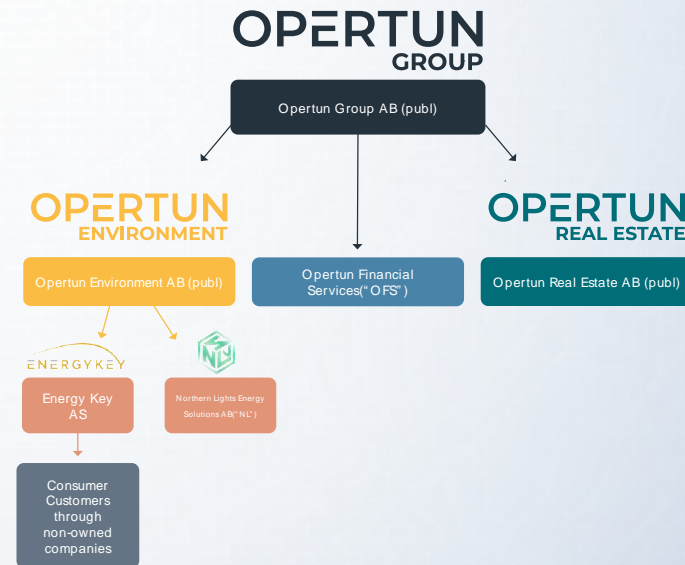 OPERTUN
GROUP
Opertun Group AB (publ)
OPERTUN
ENVIRONMENT
OPERTUN
REAL ESTATE
Opertun Environment AB (publ)
Opertun Financial
Services(“OFS”)
Opertun Real Estate AB (publ)
ENERGYKEY
NLY
Energy Key
AS
Northern Lights Energy
Solutions AB(“NL”)
Consumer
Customers
through
non-owned
companies